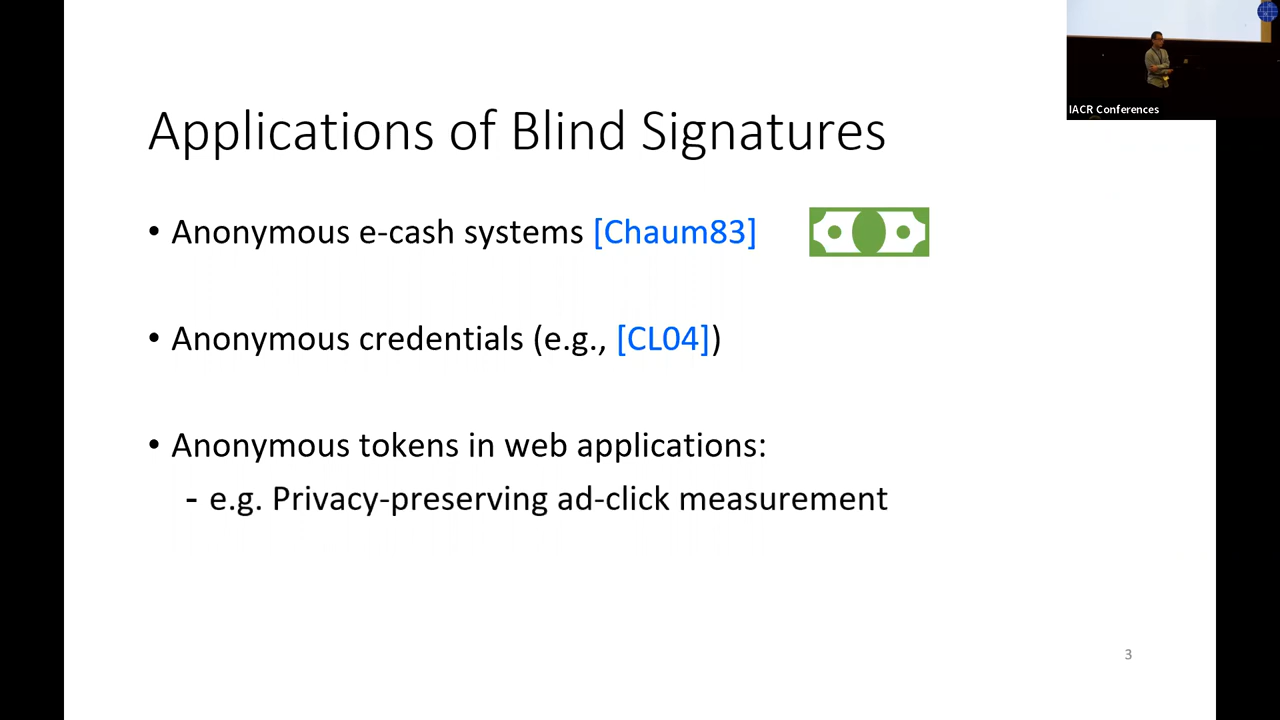 IACR Conferences
Applications of Blind Signatures
• Anonymous e-cash systems [Chaum83]
• Anonymous credentials (e.g., [CL04])
• Anonymous tokens in web applications:
- e.g. Privacy-preserving ad-click measurement
3